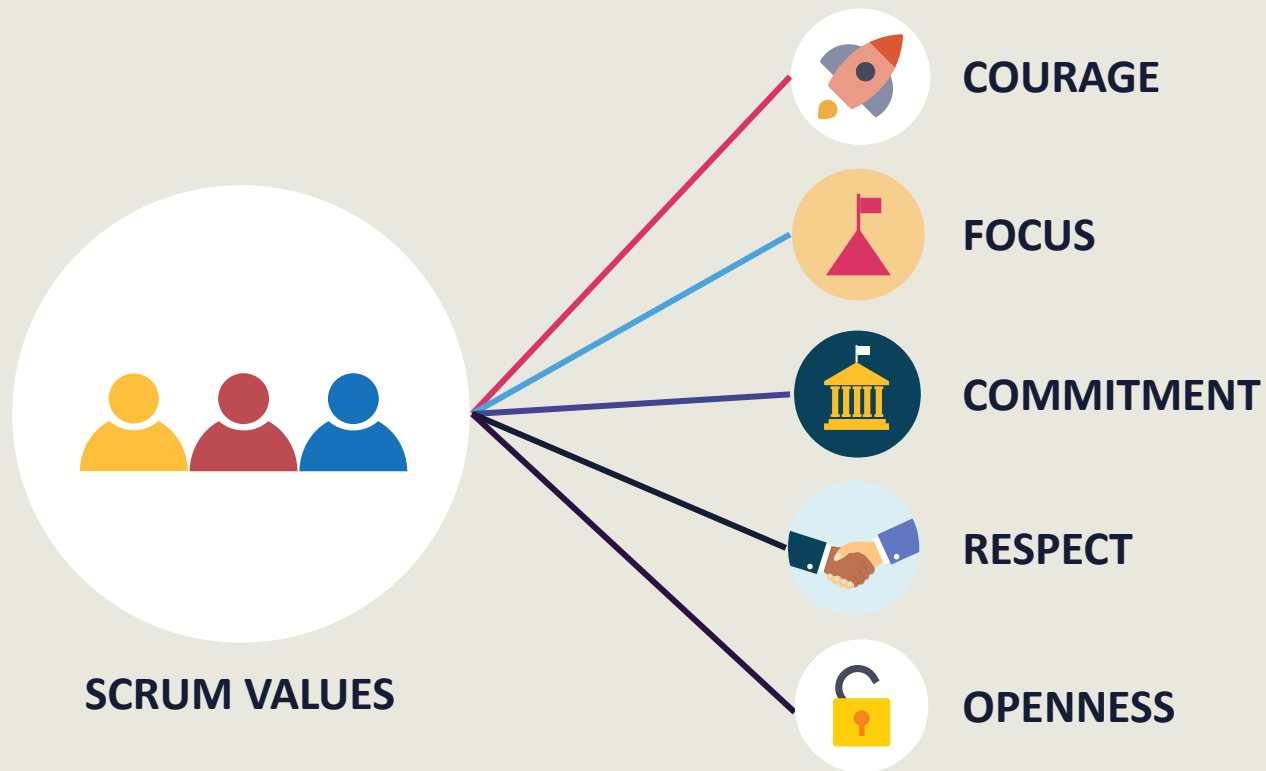 COURAGE
FOCUS
COMMITMENT
RESPECT
OPENNESS
SCRUM VALUES